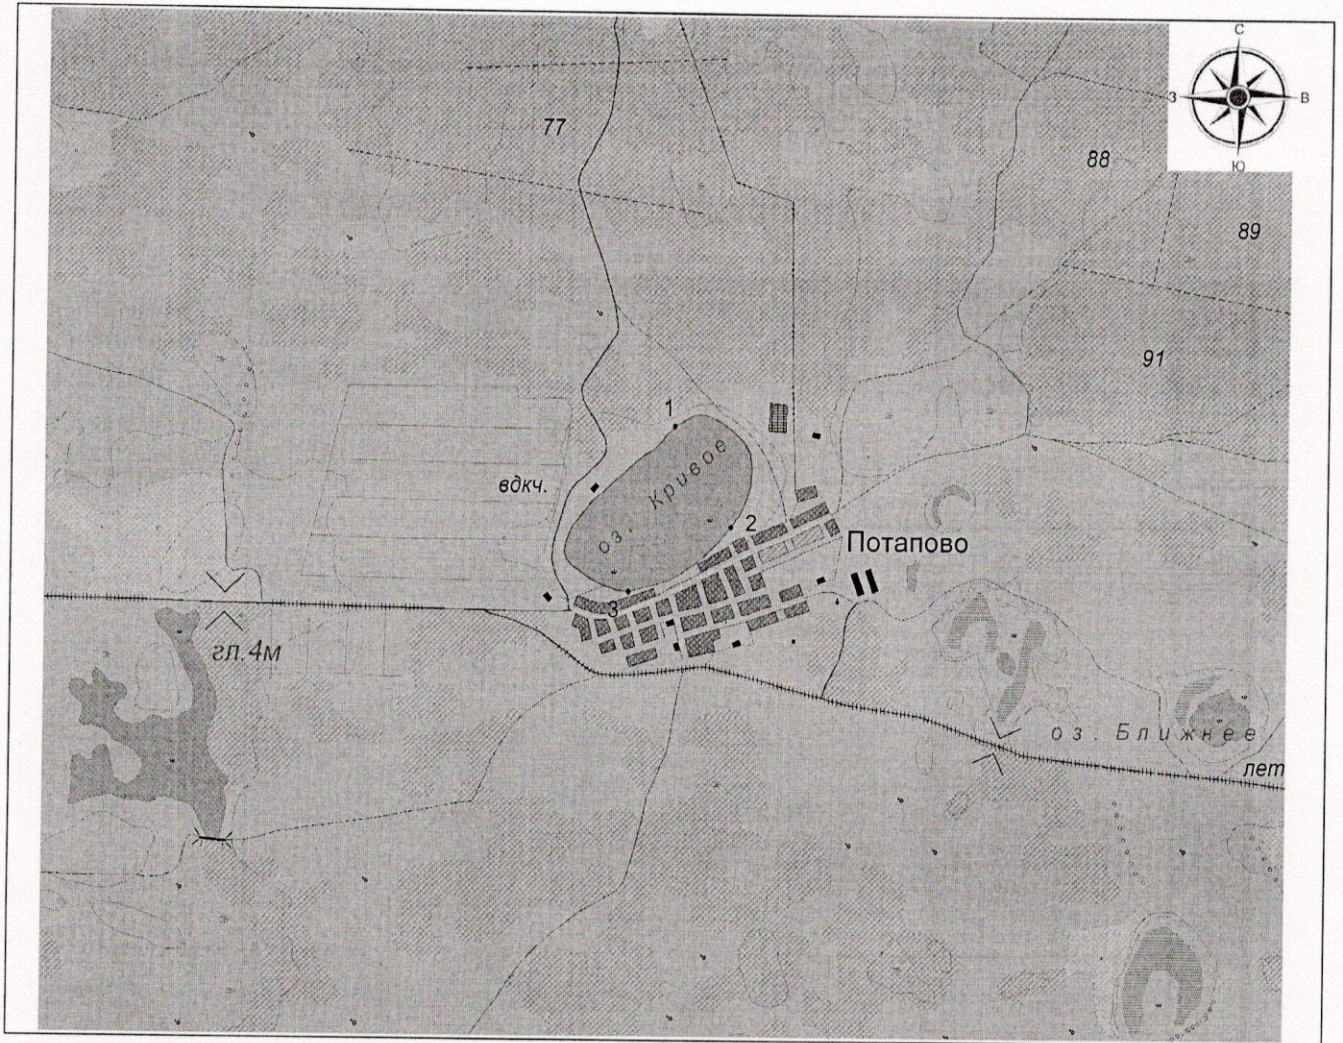 С
З В
Ю
77
88
89
91
1
оз. Кривое
вдкч.
2
Потапово
3
гл.4м
оз. Ближнее
лет